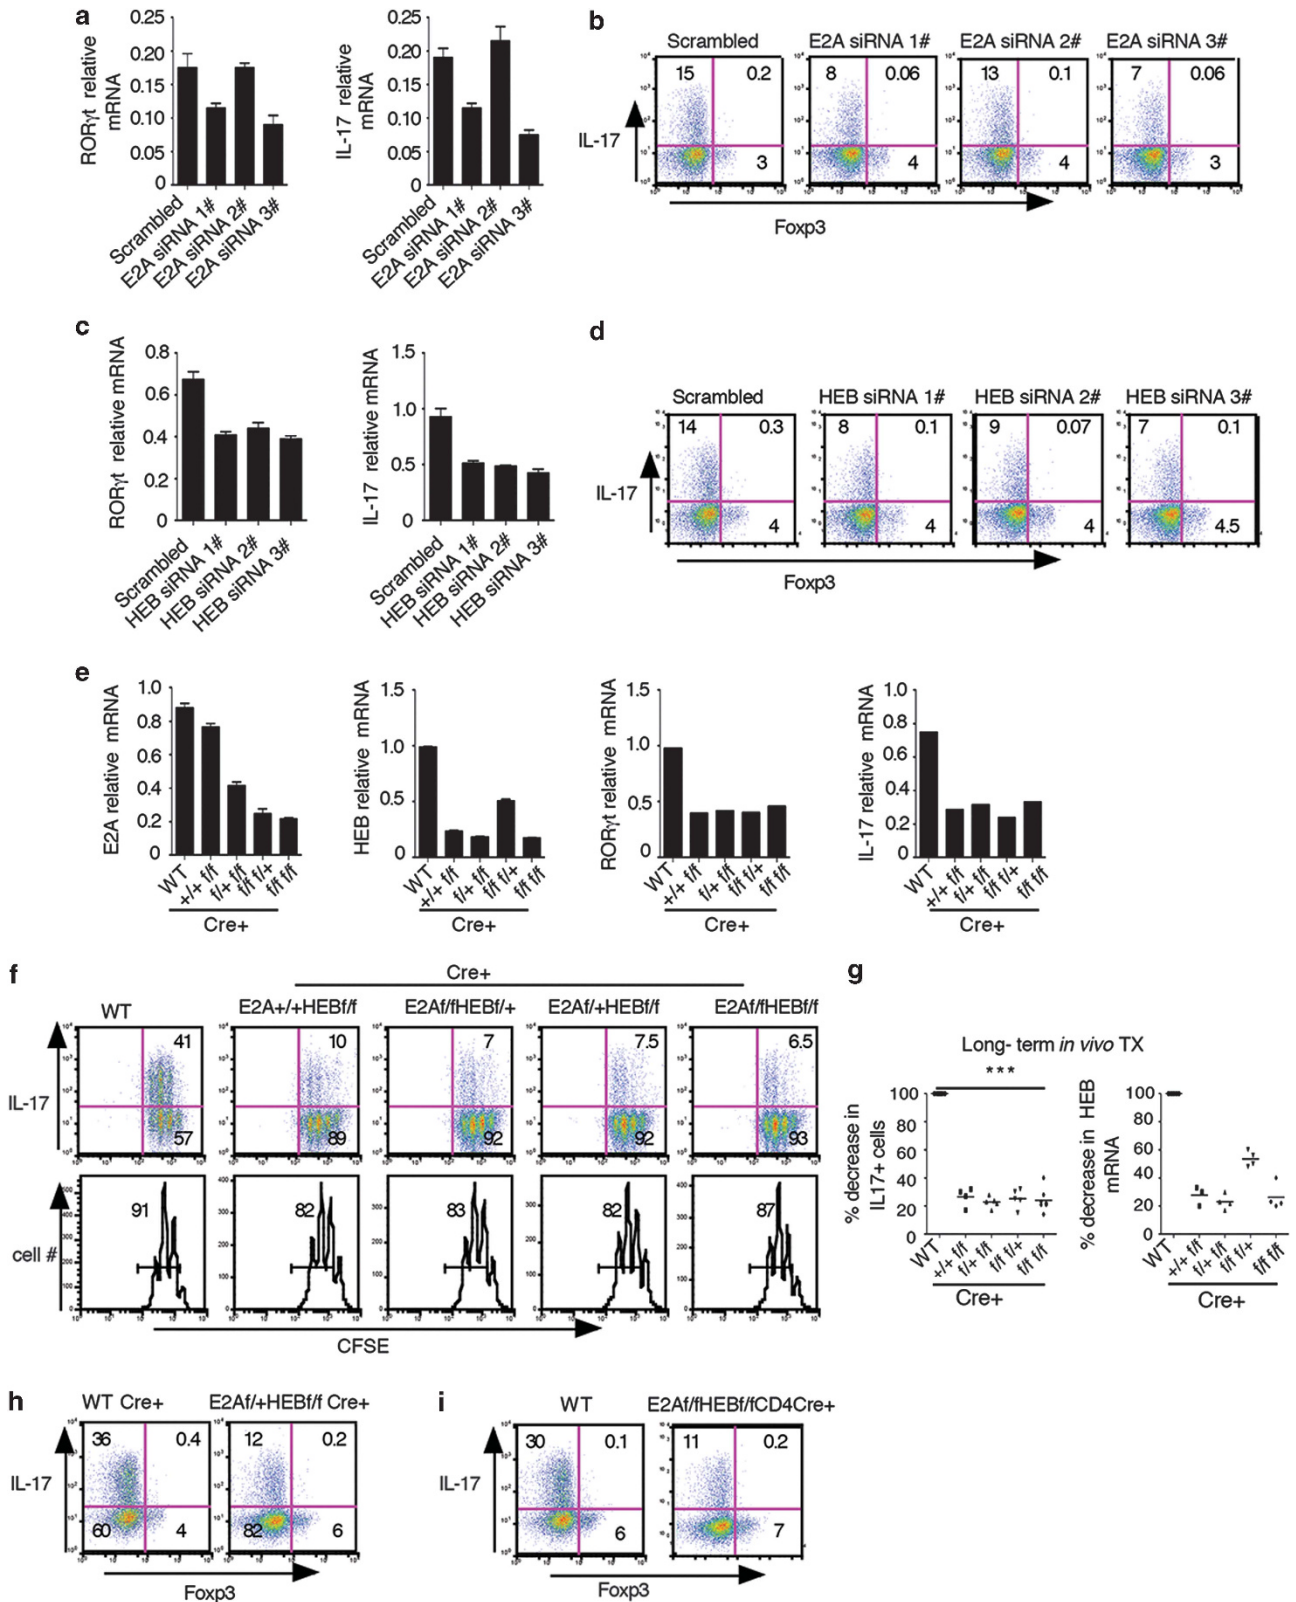 a
0.25
0.20
0.15
0.10
0.05
0
RORγt relative
mRNA
Scrambled
E2A siRNA 1#
E2A siRNA 2#
E2A siRNA 3#
0.25
0.20
0.15
0.10
0.05
0
IL-17 relative
mRNA
Scrambled
E2A siRNA 1#
E2A siRNA 2#
E2A siRNA 3#
b
Scrambled
E2A siRNA 1#
E2A siRNA 2#
E2A siRNA 3#
15 0.2
8 0.06
13 0.1
7 0.06
IL-17
3
4
4
3
Foxp3
c
0.8
0.6
0.4
0.2
0
RORγt relative mRNA
Scrambled
HEB siRNA 1#
HEB siRNA 2#
HEB siRNA 3#
1.5
1.0
0.5
0
IL-17 relative mRNA
Scrambled
HEB siRNA 1#
HEB siRNA 2#
HEB siRNA 3#
d
Scrambled
HEB siRNA 1#
HEB siRNA 2#
HEB siRNA 3#
14 0.3
8 0.1
9 0.07
7 0.1
IL-17
4
4
4
4.5
Foxp3
e
1.0
0.8
0.6
0.4
0.2
0
E2A relative mRNA
WT
+/+ f/f
f/+ f/f
f/f f/+
f/f f/f
Cre+
1.5
1.0
0.5
0
HEB relative mRNA
WT
+/+ f/f
f/+ f/f
f/f f/+
f/f f/f
Cre+
1.5
1.0
0.5
0
RORγt relative mRNA
WT
+/+ f/f
f/+ f/f
f/f f/+
f/f f/f
Cre+
1.0
0.8
0.6
0.4
0.2
0
IL-17 relative mRNA
WT
+/+ f/f
f/+ f/f
f/f f/+
f/f f/f
Cre+
f
Cre+
WT
E2A+/+HEBf/f
E2Af/fHEBf/+
E2Af/+HEBf/f
E2Af/fHEBf/f
41
10
7
7.5
6.5
IL-17
57
89
92
92
93
91
82
83
82
87
cell #
CFSE
g
Long- term in vivo TX
***
100
80
60
40
20
0
% decrease in
IL17+ cells
WT
+/+ f/f
f/+ f/f
f/f f/+
f/f f/f
Cre+
100
80
60
40
20
0
% decrease in HEB
mRNA
WT
+/+ f/f
f/+ f/f
f/f f/+
f/f f/f
Cre+
h
WT Cre+
E2Af/+HEBf/f Cre+
36 0.4
12 0.2
IL-17
60 4
82 6
Foxp3
i
WT
E2Af/fHEBf/fCD4Cre+
30 0.1
11 0.2
IL-17
6
7
Foxp3